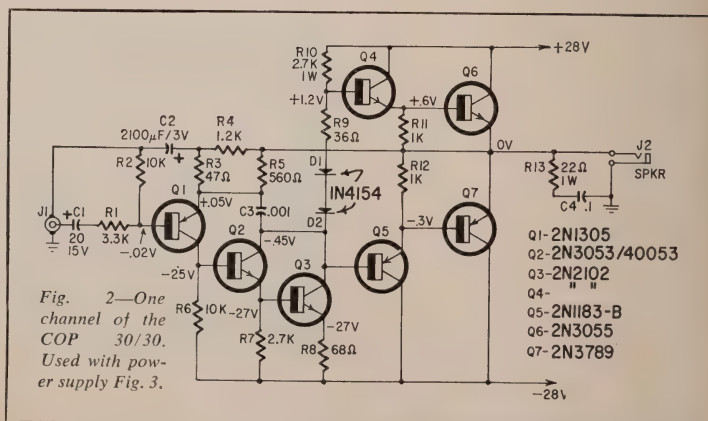 R10
2.7K
1W
Q4
+28V
Q6
+1.2V
+.6V
C2
2100µF/3V
R4
1.2K
R9
36Ω
R11
1K
0V
J2
R2
10K
+
R3
47Ω
R5
560Ω
D1
1N4154
R12
1K
R13
22Ω
1W
SPKR
Q1
+.05V
C3
.001
D2
Q7
C4
.1
J1
+
C1
20
15V
R1
3.3K
-.02V
Q2
-.45V
Q5
-.3V
-25V
Q3
R6
10K
-27V
-27V
R7
2.7K
R8
68Ω
-28V
Q1-2N1305
Q2-2N3053/40053
Q3-2N2102
Q4- " "
Q5-2N1183-B
Q6-2N3055
Q7-2N3789
Fig. 2—One
channel of the
COP 30/30.
Used with pow-
er supply Fig. 3.